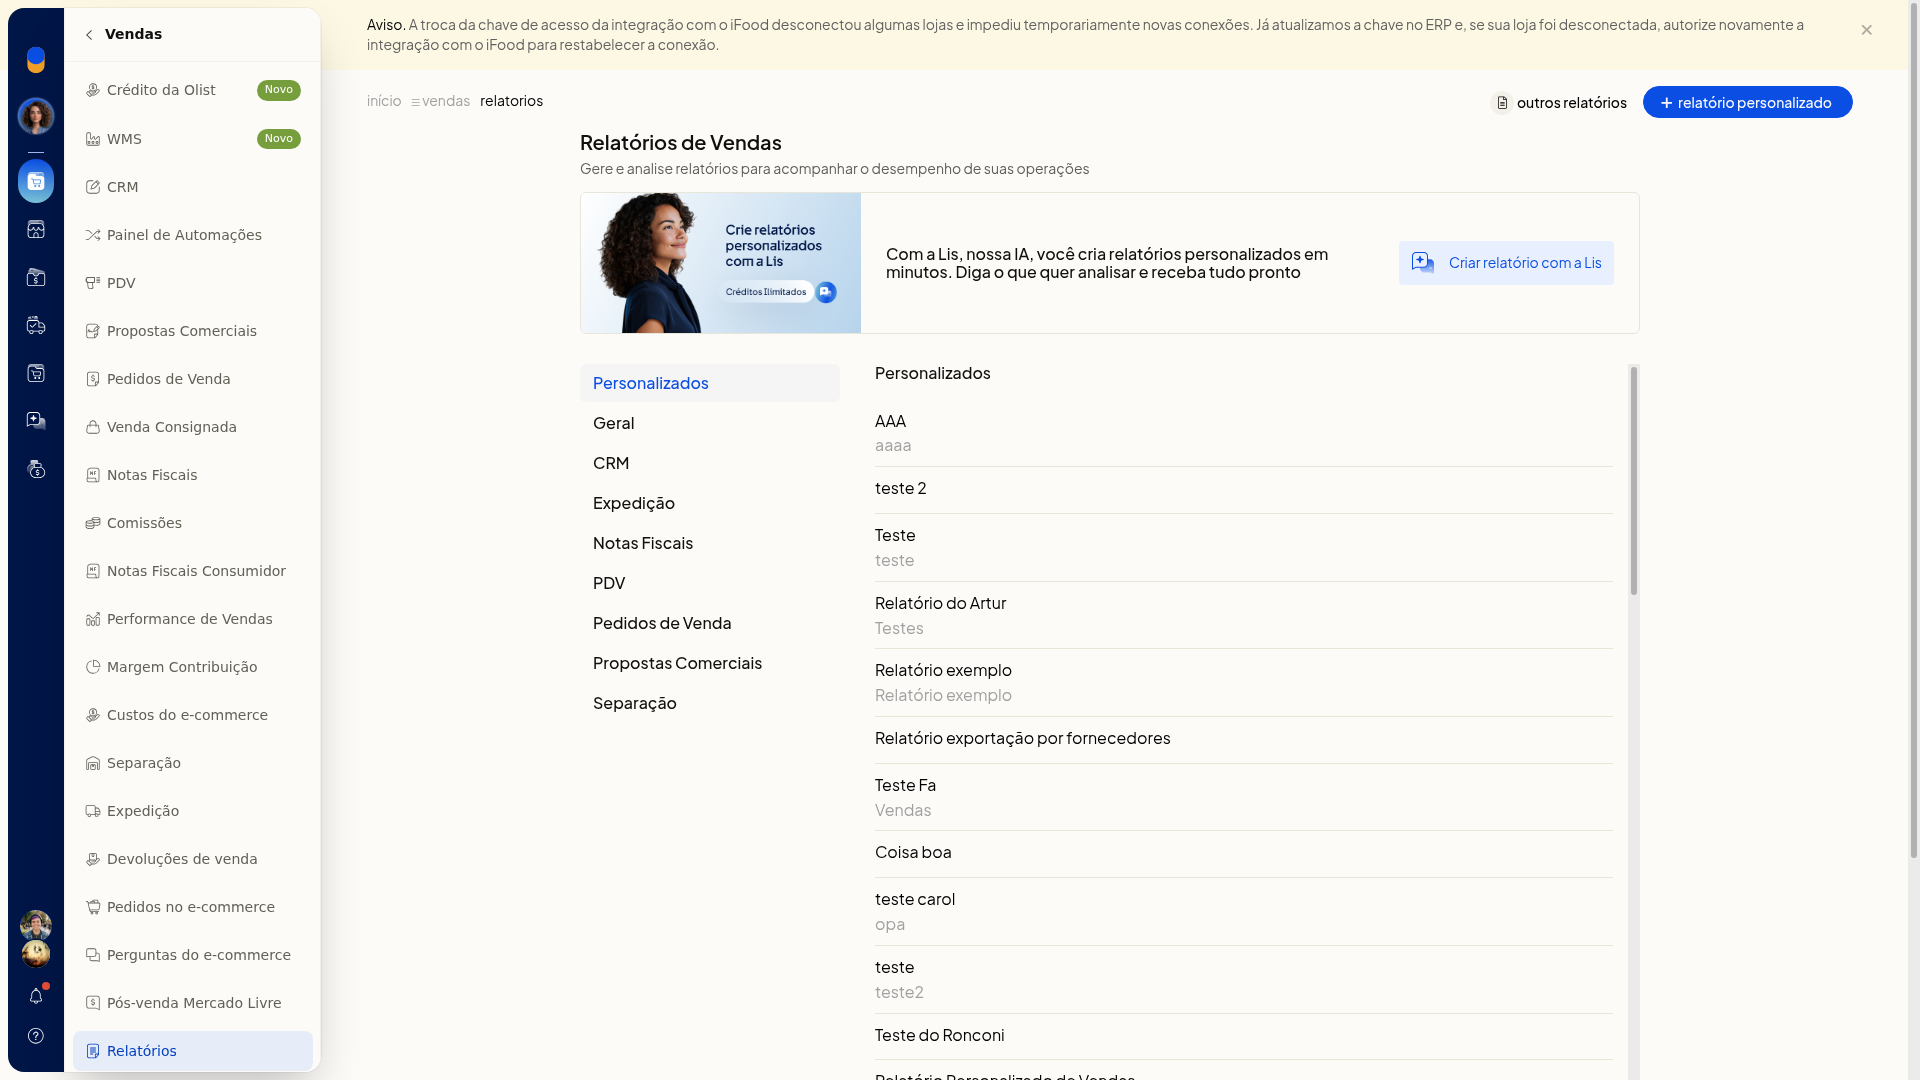 Vendas
Crédito da Olist
Novo
WMS
Novo
CRM
Painel de Automações
PDV
Propostas Comerciais
Pedidos de Venda
Venda Consignada
Notas Fiscais
Comissões
Notas Fiscais Consumidor
Performance de Vendas
Margem Contribuição
Custos do e-commerce
Separação
Expedição
Devoluções de venda
Pedidos no e-commerce
Perguntas do e-commerce
Pós-venda Mercado Livre
Relatórios
Aviso. A troca da chave de acesso da integração com o iFood desconectou algumas lojas e impediu temporariamente novas conexões. Já atualizamos a chave no ERP e, se sua loja foi desconectada, autorize novamente a
integração com o iFood para restabelecer a conexão.
início vendas relatorios
outros relatórios
+ relatório personalizado
Relatórios de Vendas
Gere e analise relatórios para acompanhar o desempenho de suas operações
Crie relatórios
personalizados
com a Lis
Créditos Ilimitados
Com a Lis, nossa IA, você cria relatórios personalizados em
minutos. Diga o que quer analisar e receba tudo pronto
Criar relatório com a Lis
Personalizados
Geral
CRM
Expedição
Notas Fiscais
PDV
Pedidos de Venda
Propostas Comerciais
Separação
Personalizados
AAA
aaaa
teste 2
Teste
teste
Relatório do Artur
Testes
Relatório exemplo
Relatório exemplo
Relatório exportação por fornecedores
Teste Fa
Vendas
Coisa boa
teste carol
opa
teste
teste2
Teste do Ronconi
Relatório Personalizado de Vendas